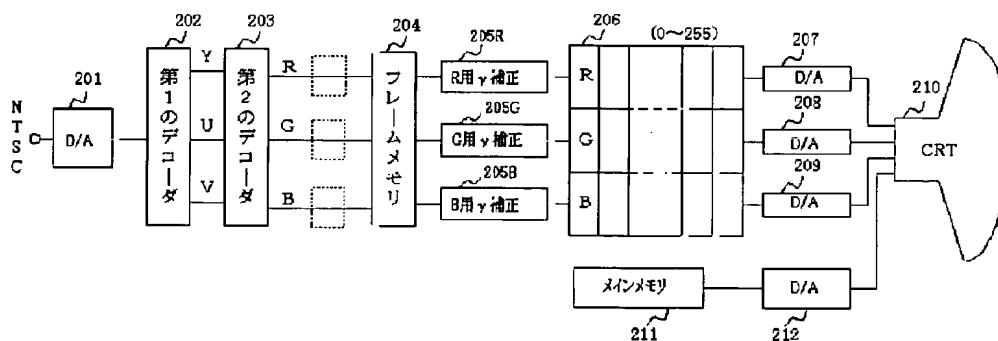 NTSC
201
D/A
202
第1のデコーダ
Y
U
V
203
第2のデコーダ
R
G
B
204
フレームメモリ
205R
R用γ補正
205G
G用γ補正
205B
B用γ補正
206
(0～255)
R
G
B
207
D/A
208
D/A
209
D/A
210
CRT
メインメモリ
211
D/A
212